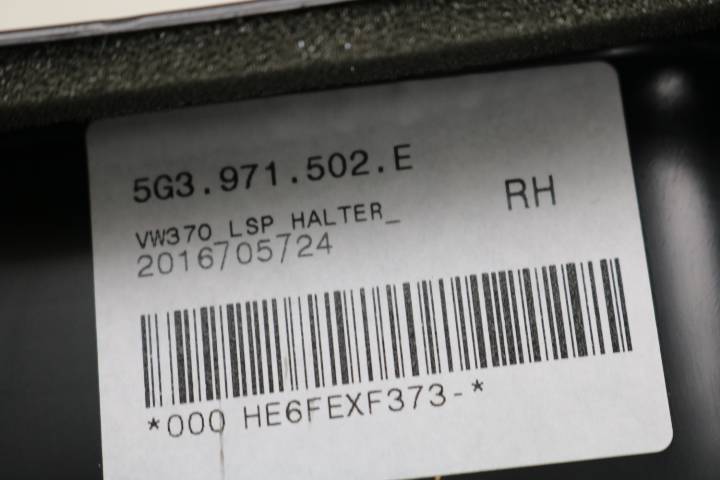 5G3.971.502.E
RH
VW370_LSP_HALTER_
2016705724
*000 HE6FEXF373-*